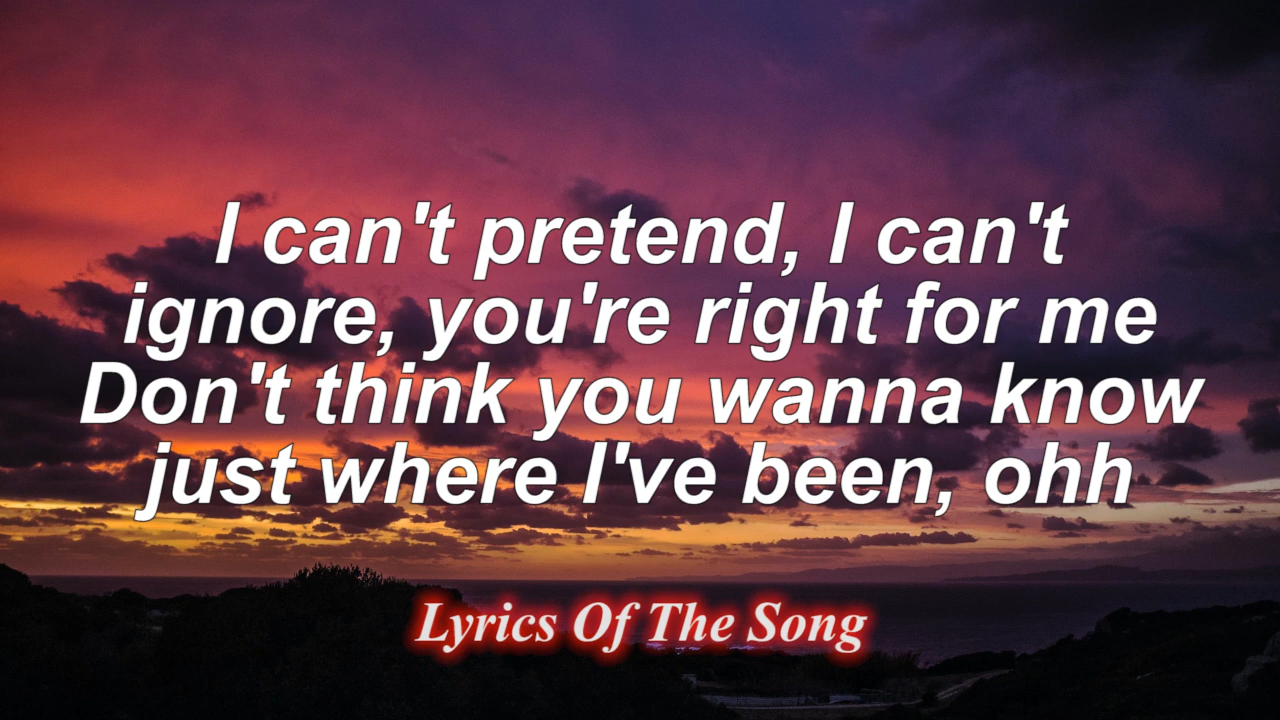 I can't pretend, I can't
ignore, you're right for me
Don't think you wanna know
just where I've been, ohh
Lyrics Of The Song